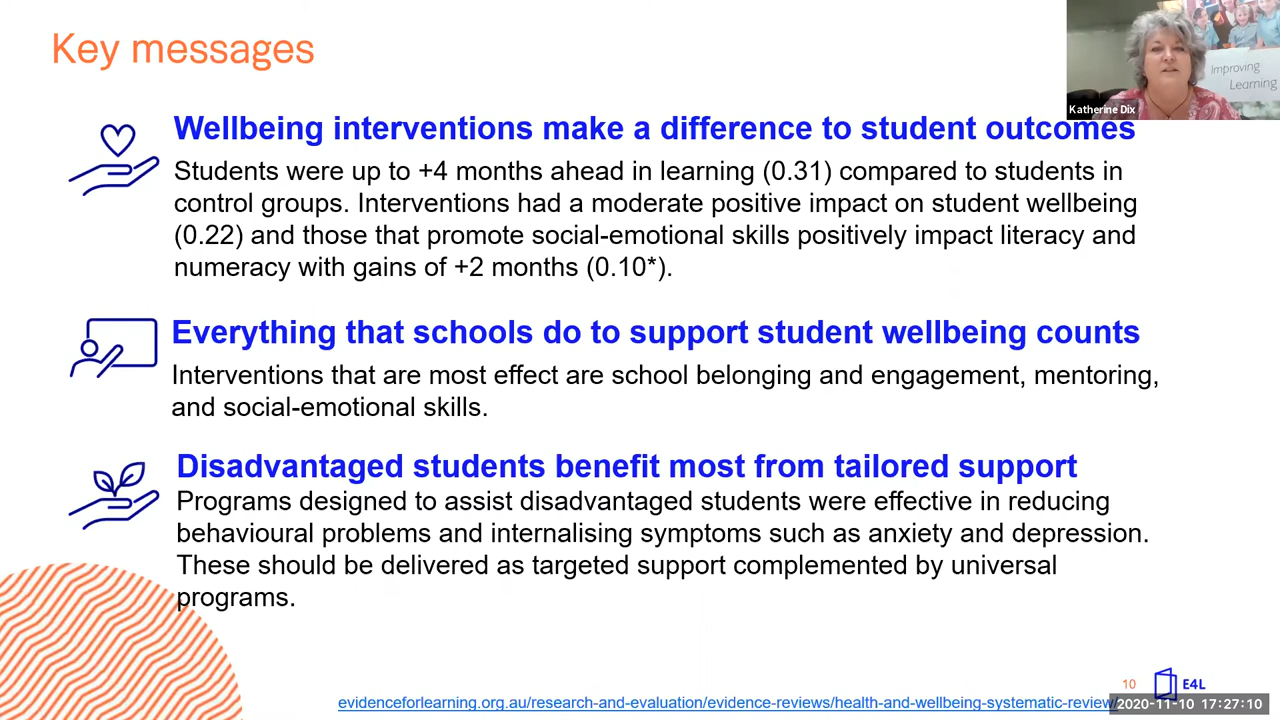 Key messages
Improving
Learning
Katherine Dix
Wellbeing interventions make a difference to student outcomes
Students were up to +4 months ahead in learning (0.31) compared to students in
control groups. Interventions had a moderate positive impact on student wellbeing
(0.22) and those that promote social-emotional skills positively impact literacy and
numeracy with gains of +2 months (0.10*).
Everything that schools do to support student wellbeing counts
Interventions that are most effect are school belonging and engagement, mentoring,
and social-emotional skills.
Disadvantaged students benefit most from tailored support
Programs designed to assist disadvantaged students were effective in reducing
behavioural problems and internalising symptoms such as anxiety and depression.
These should be delivered as targeted support complemented by universal
programs.
10
E4L
evidenceforlearning.org.au/research-and-evaluation/evidence-reviews/health-and-wellbeing-systematic-review/
2020-11-10 17:27:10